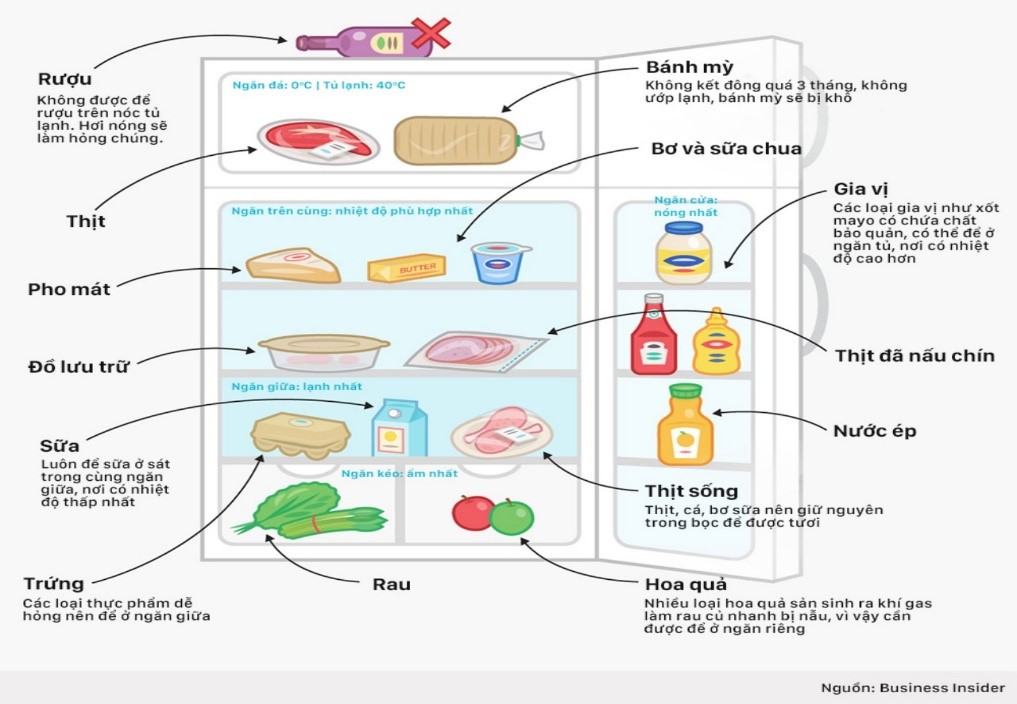 Rượu
Không được để
rượu trên nóc tủ
lạnh. Hơi nóng sẽ
làm hỏng chúng.
Thịt
Pho mát
Đồ lưu trữ
Sữa
Luôn để sữa ở sát
trong cùng ngăn
giữa, nơi có nhiệt
độ thấp nhất
Trứng
Các loại thực phẩm dễ
hỏng nên để ở ngăn giữa
Ngăn đá: 0°C | Tủ lạnh: 40°C
Ngăn trên cùng: nhiệt độ phù hợp nhất
BUTTER
Ngăn giữa: lạnh nhất
Ngăn kéo: ẩm nhất
Rau
Ngăn cửa:
nóng nhất
Bánh mỳ
Không kết đông quá 3 tháng, không
ướp lạnh, bánh mỳ sẽ bị khô
Bơ và sữa chua
Gia vị
Các loại gia vị như xốt
mayo có chứa chất
bảo quản, có thể để ở
ngăn tủ, nơi có nhiệt
độ cao hơn
Thịt đã nấu chín
Nước ép
Thịt sống
Thịt, cá, bơ sữa nên giữ nguyên
trong bọc để được tươi
Hoa quả
Nhiều loại hoa quả sản sinh ra khí gas
làm rau củ nhanh bị nẫu, vì vậy cần
được để ở ngăn riêng
Nguồn: Business Insider